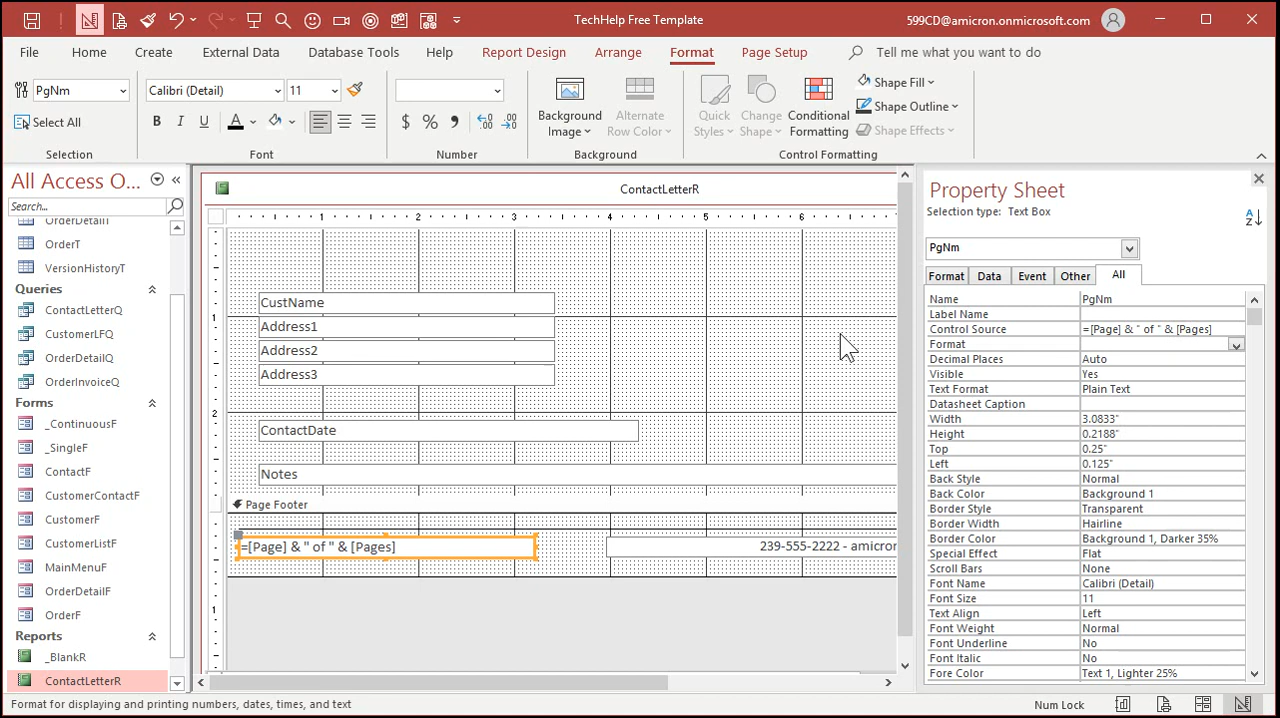 TechHelp Free Template
599CD@amicron.onmicrosoft.com
File Home Create External Data Database Tools Help Report Design Arrange Format Page Setup Tell me what you want to do
PgNm
Select All
Selection
Calibri (Detail) 11
B I U A
Font
$ % 9
Number
Background Image
Alternate Row Color
Background
Quick Styles
Change Shape
Conditional Formatting
Shape Fill
Shape Outline
Shape Effects
Control Formatting
All Access O...
Search...
OrderDetailT
OrderT
VersionHistoryT
Queries
ContactLetterQ
CustomerLFQ
OrderDetailQ
OrderInvoiceQ
Forms
_ContinuousF
_SingleF
ContactF
CustomerContactF
CustomerF
CustomerListF
MainMenuF
OrderDetailF
OrderF
Reports
_BlankR
ContactLetterR
ContactLetterR
1 2 3 4 5 6
1
2
CustName
Address1
Address2
Address3
ContactDate
Notes
Page Footer
=[Page] & " of " & [Pages]
239-555-2222 - amicron
1
Property Sheet
Selection type: Text Box
A
Z
PgNm
Format Data Event Other All
Name PgNm
Label Name
Control Source =[Page] & " of " & [Pages]
Format
Decimal Places Auto
Visible Yes
Text Format Plain Text
Datasheet Caption
Width 3.0833"
Height 0.2188"
Top 0.25"
Left 0.125"
Back Style Normal
Back Color Background 1
Border Style Transparent
Border Width Hairline
Border Color Background 1, Darker 35%
Special Effect Flat
Scroll Bars None
Font Name Calibri (Detail)
Font Size 11
Text Align Left
Font Weight Normal
Font Underline No
Font Italic No
Fore Color Text 1, Lighter 25%
Format for displaying and printing numbers, dates, times, and text
Num Lock